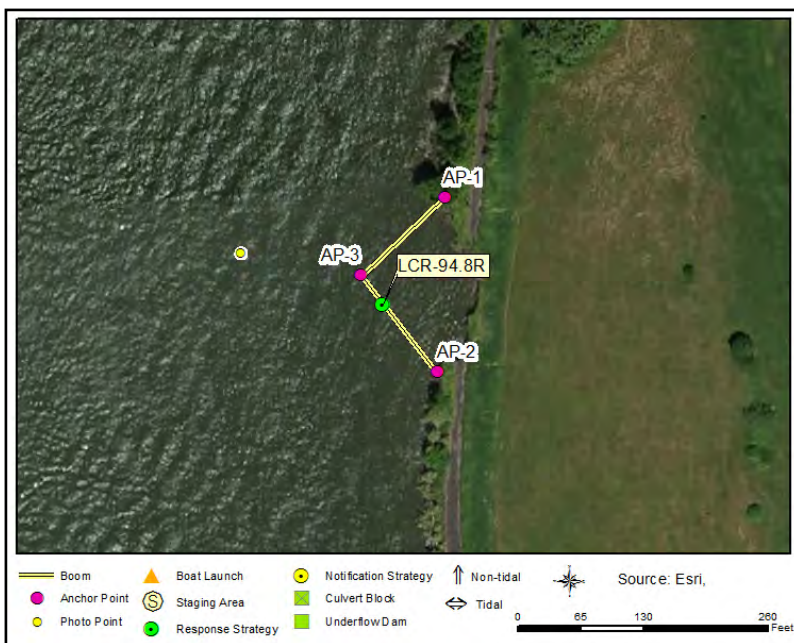 AP-1
AP-3
LCR-94.8R
AP-2
Boom
Boat Launch
Notification Strategy
Non-tidal
Source: Esri,
Anchor Point
S Staging Area
Culvert Block
Tidal
Photo Point
Response Strategy
Underflow Dam
0 65 130 260
Feet